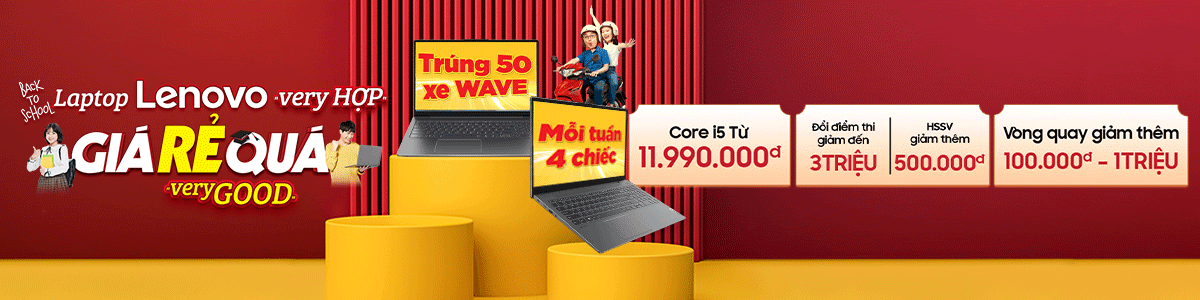 BACK
TO
SCHOOL
Laptop Lenovo very HỢP
GIÁ RẺ QUÁ
very GOOD
Trúng 50
xe WAVE
Mỗi tuần
4 chiếc
Core i5 Từ
11.990.000đ
Đổi điểm thi
giảm đến
3TRIỆU
HSSV
giảm thêm
500.000đ
Vòng quay giảm thêm
100.000đ - 1TRIỆU